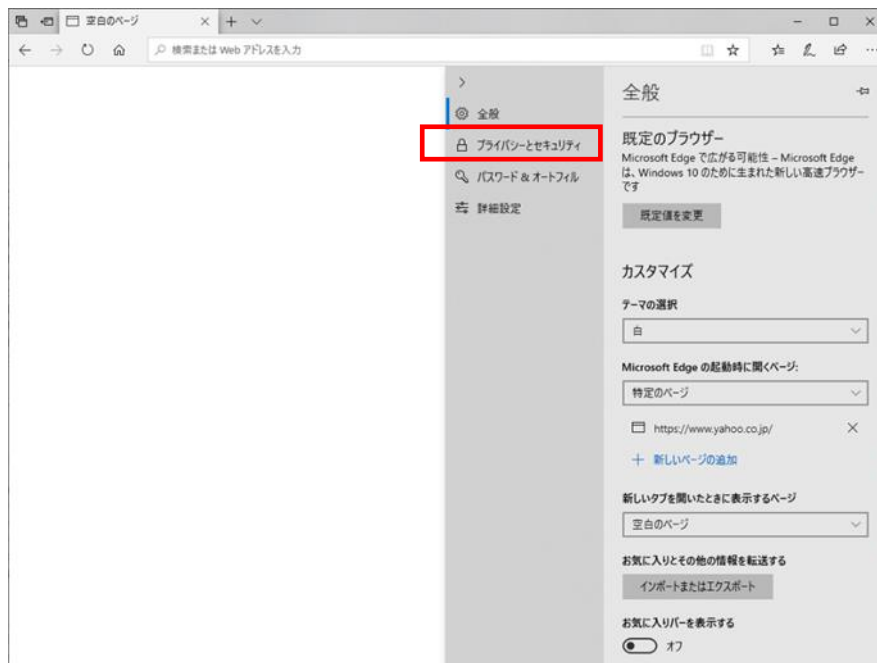 空白のページ
検索または Web アドレスを入力
全般
プライバシーとセキュリティ
パスワード & オートフィル
詳細設定
全般
既定のブラウザー
Microsoft Edge で広がる可能性 – Microsoft Edge
は、Windows 10 のために生まれた新しい高速ブラウザー
です
既定値を変更
カスタマイズ
テーマの選択
白
Microsoft Edge の起動時に開くページ:
特定のページ
https://www.yahoo.co.jp/
新しいページの追加
新しいタブを開いたときに表示するページ
空白のページ
お気に入りとその他の情報を転送する
インポートまたはエクスポート
お気に入りバーを表示する
オフ